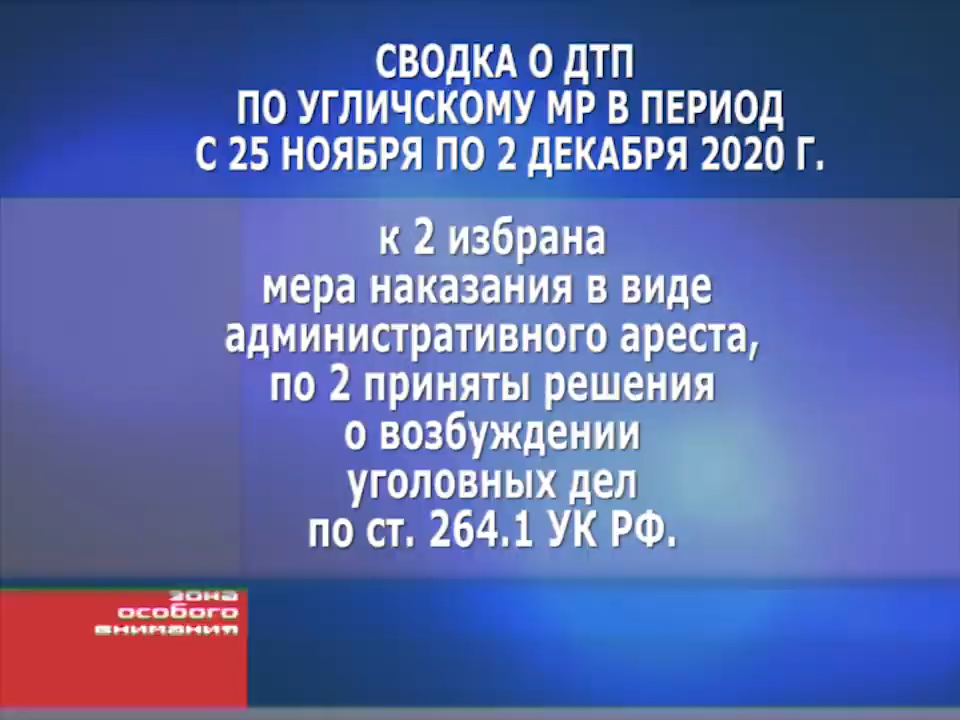 СВОДКА О ДТП
ПО УГЛИЧСКОМУ МР В ПЕРИОД
С 25 НОЯБРЯ ПО 2 ДЕКАБРЯ 2020 Г.
к 2 избрана
мера наказания в виде
административного ареста,
по 2 приняты решения
о возбуждении
уголовных дел
по ст. 264.1 УК РФ.
зона
особого
внимания